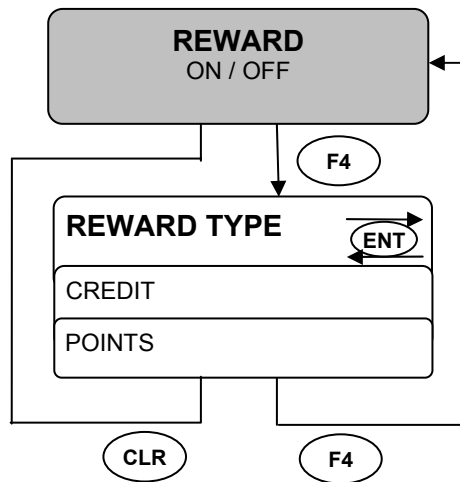 REWARD
ON / OFF
F4
REWARD TYPE
ENT
CREDIT
POINTS
CLR
F4